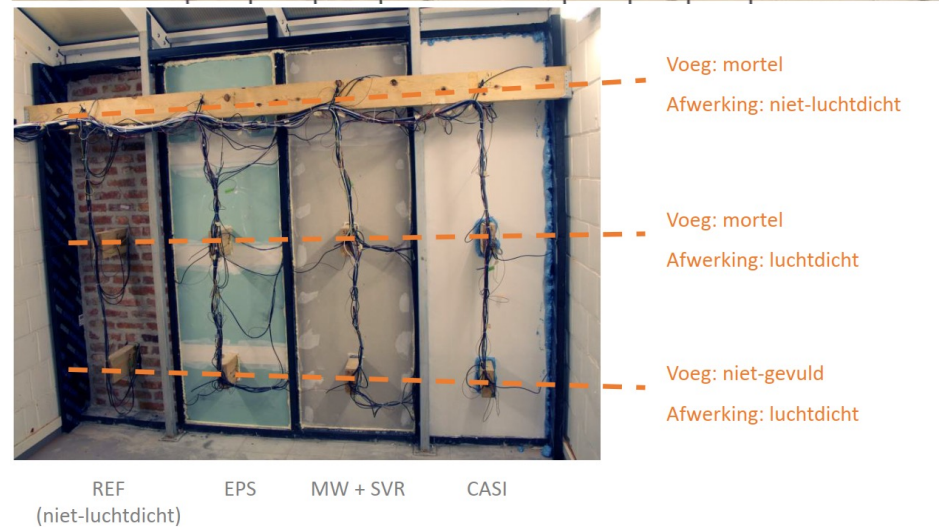 Voeg: mortel
Afwerking: niet-luchtdicht
Voeg: mortel
Afwerking: luchtdicht
Voeg: niet-gevuld
Afwerking: luchtdicht
REF EPS MW + SVR CASI
(niet-luchtdicht)